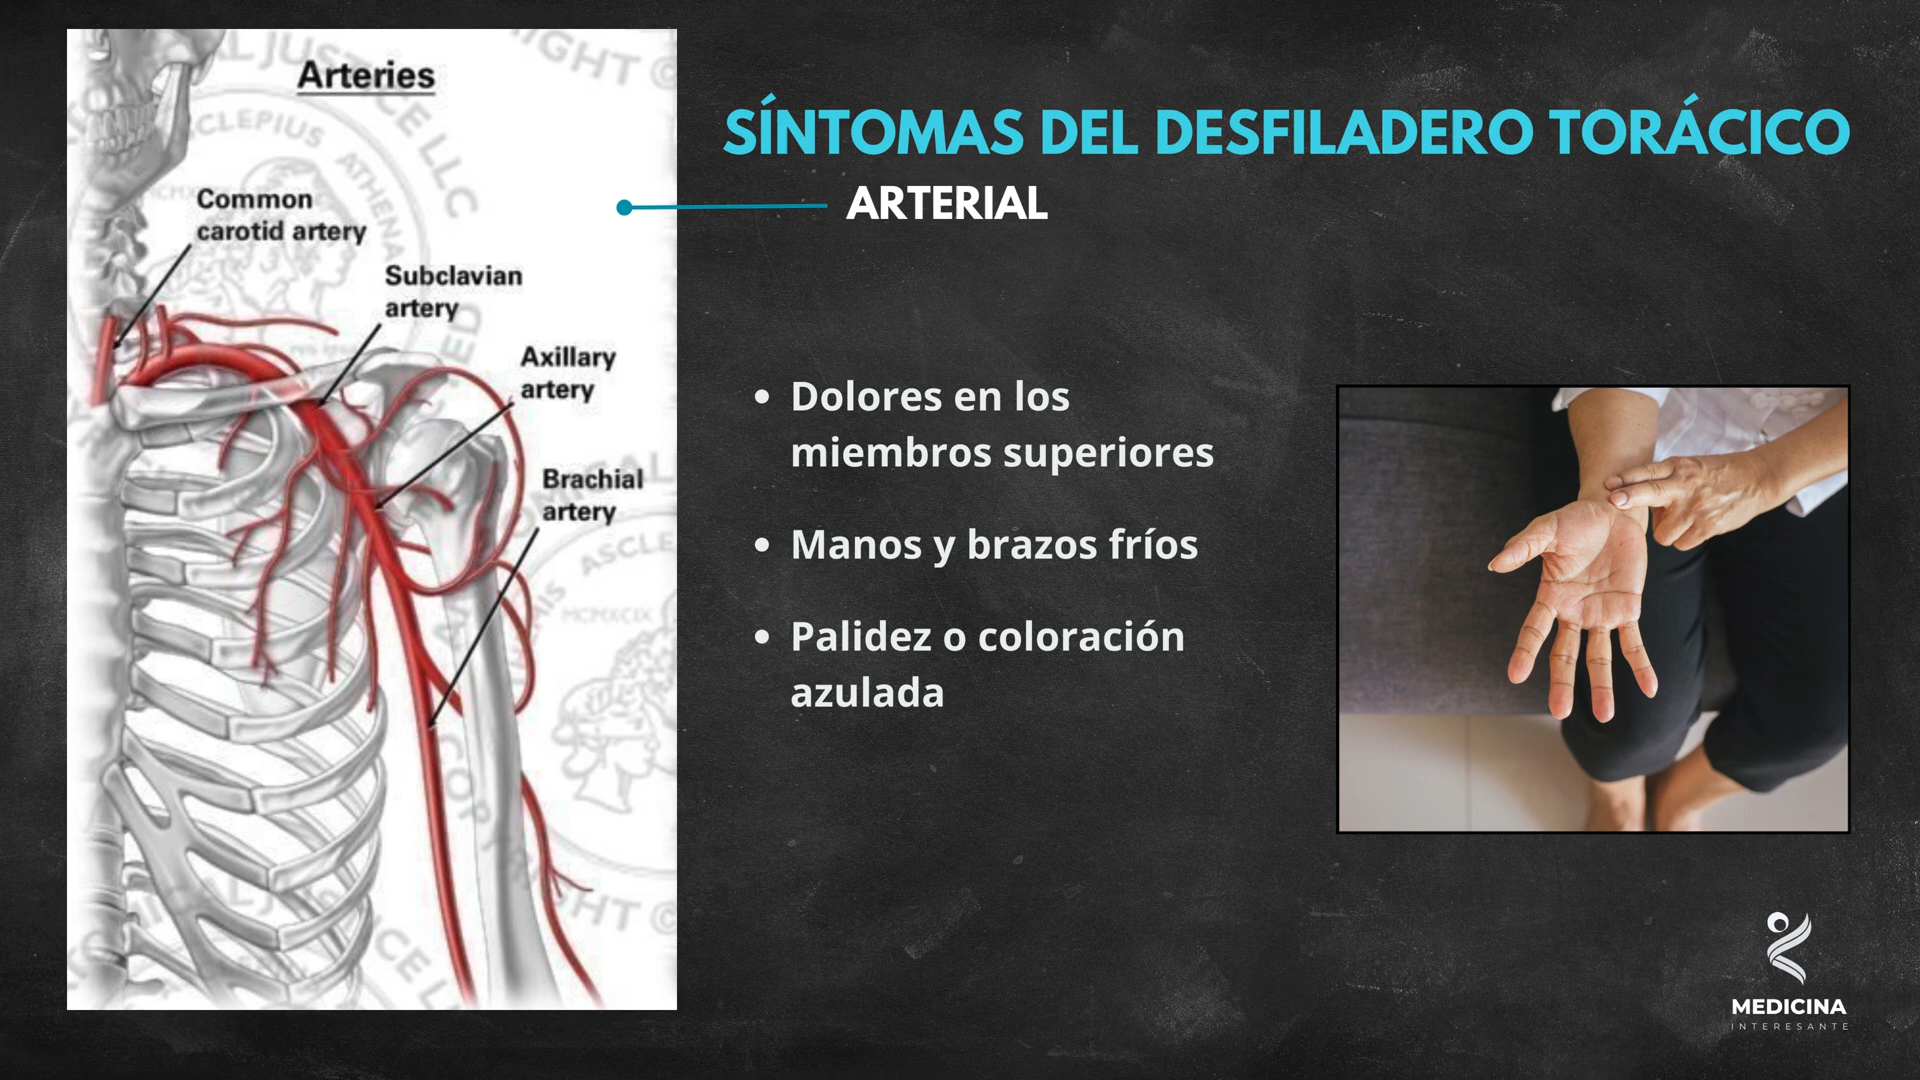 Arteries
Common
carotid artery
Subclavian
artery
Axillary
artery
Brachial
artery
SÍNTOMAS DEL DESFILADERO TORÁCICO
ARTERIAL
• Dolores en los
miembros superiores
• Manos y brazos fríos
• Palidez o coloración
azulada
MEDICINA
INTERESANTE